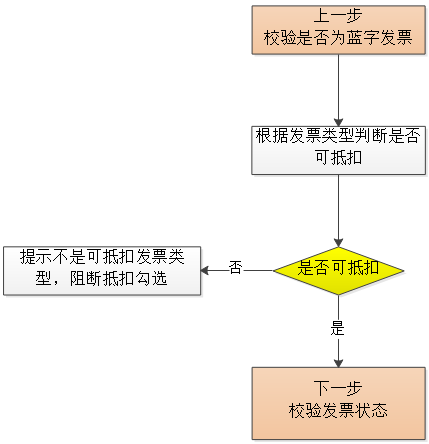 上一步
校验是否为蓝字发票
根据发票类型判断是否
可抵扣
是否可抵扣
否
提示不是可抵扣发票类
型，阻断抵扣勾选
是
下一步
校验发票状态